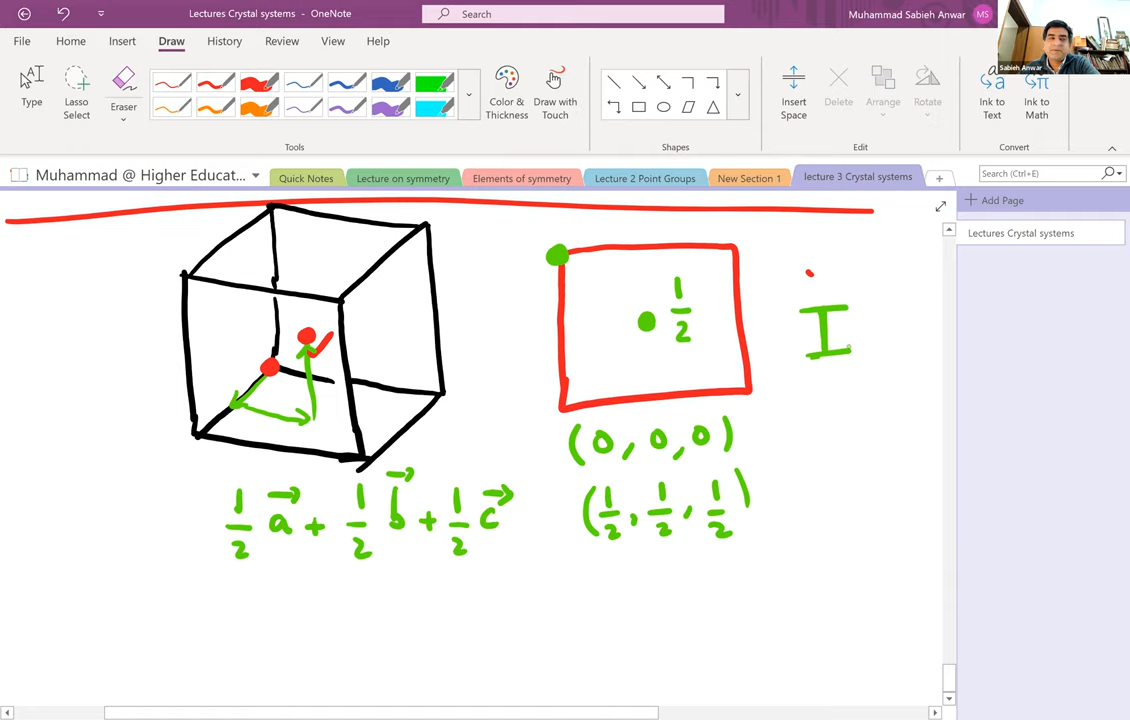 Lectures Crystal systems - OneNote
Search
Muhammad Sabieh Anwar
MS
Sabieh Anwar
File
Home
Insert
Draw
History
Review
View
Help
Type
Lasso Select
Eraser
Color & Thickness
Draw with Touch
Insert Space
Delete
Arrange
Rotate
Ink to Text
Ink to Math
Tools
Shapes
Edit
Convert
Muhammad @ Higher Educat...
Quick Notes
Lecture on symmetry
Elements of symmetry
Lecture 2 Point Groups
New Section 1
lecture 3 Crystal systems
Search (Ctrl+E)
Add Page
Lectures Crystal systems
1/2
I
(0, 0, 0)
(1/2, 1/2, 1/2)
1/2 a⃗ + 1/2 b⃗ + 1/2 c⃗